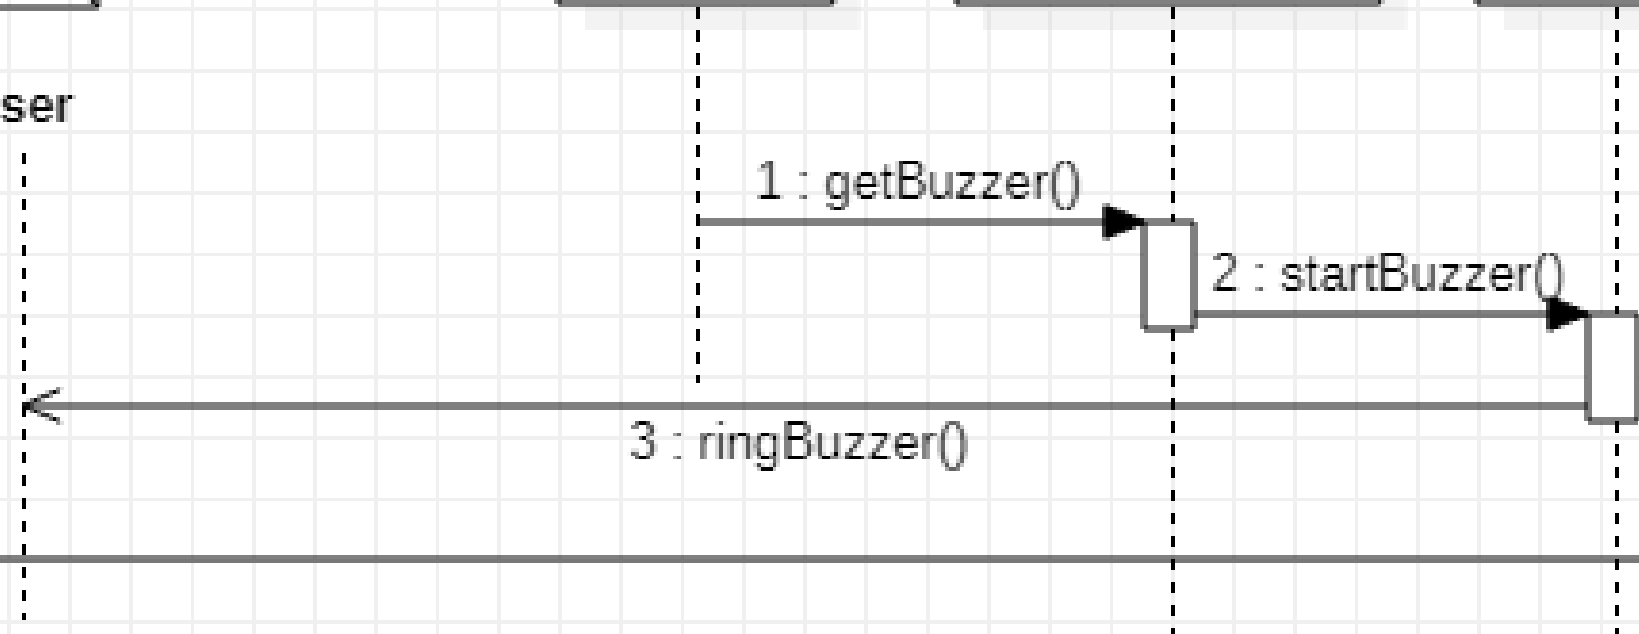 ser
1 : getBuzzer()
2 : startBuzzer()
3 : ringBuzzer()